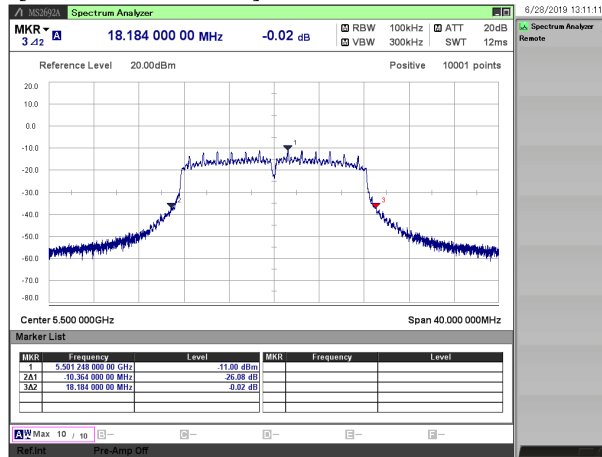 MS2692A Spectrum Analyzer
6/28/2019 13:11:11
Spectrum Analyzer
Remote
MKR 3Δ2 A 18.184 000 00 MHz -0.02 dB
M RBW 100kHz M ATT 20dB
M VBW 300kHz SWT 12ms
Reference Level 20.00dBm Positive 10001 points
20.0
10.0
0.0
-10.0
-20.0
-30.0
-40.0
-50.0
-60.0
-70.0
-80.0
1
2
3
Center 5.500 000GHz Span 40.000 000MHz
Marker List
MKR Frequency Level MKR Frequency Level
1 5.501 248 000 00 GHz -11.00 dBm
2Δ1 -10.364 000 00 MHz -26.08 dB
3Δ2 18.184 000 00 MHz -0.02 dB
A Max 10 / 10 B-- C-- D-- E-- F--
Ref.Int Pre-Amp Off